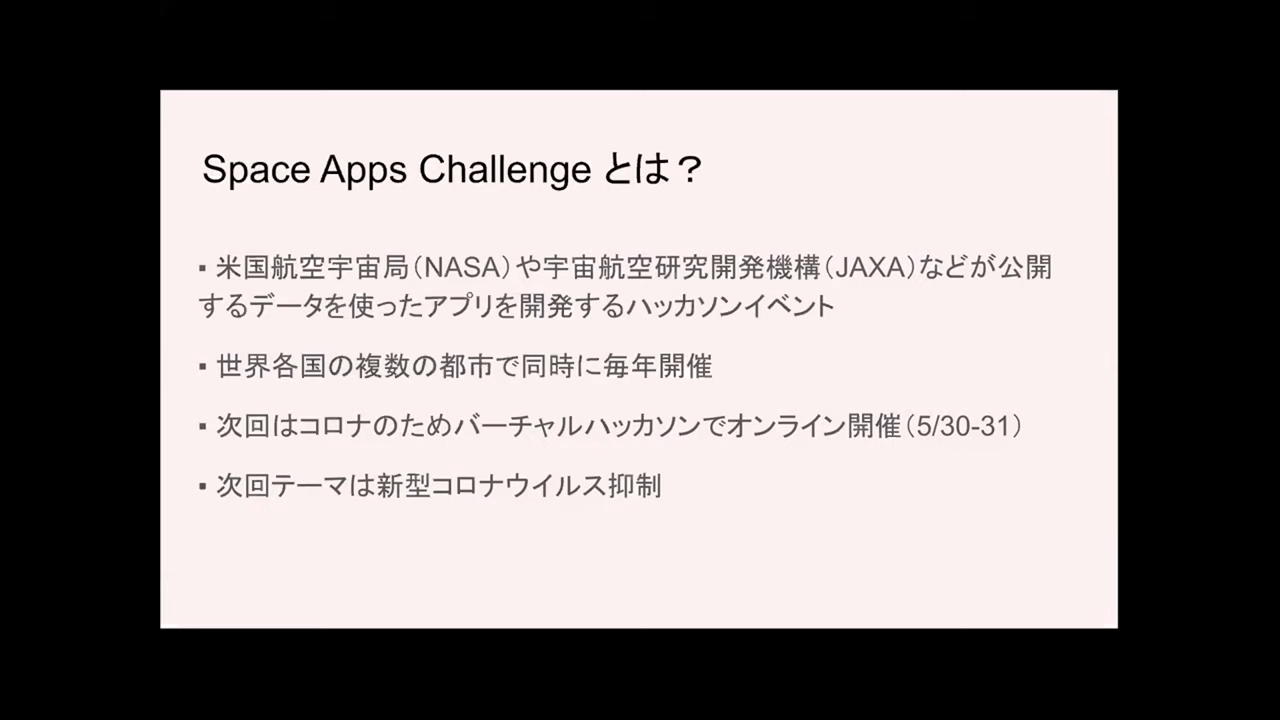 Space Apps Challenge とは？
▪ 米国航空宇宙局（NASA）や宇宙航空研究開発機構（JAXA）などが公開
するデータを使ったアプリを開発するハッカソンイベント
▪ 世界各国の複数の都市で同時に毎年開催
▪ 次回はコロナのためバーチャルハッカソンでオンライン開催（5/30-31）
▪ 次回テーマは新型コロナウイルス抑制